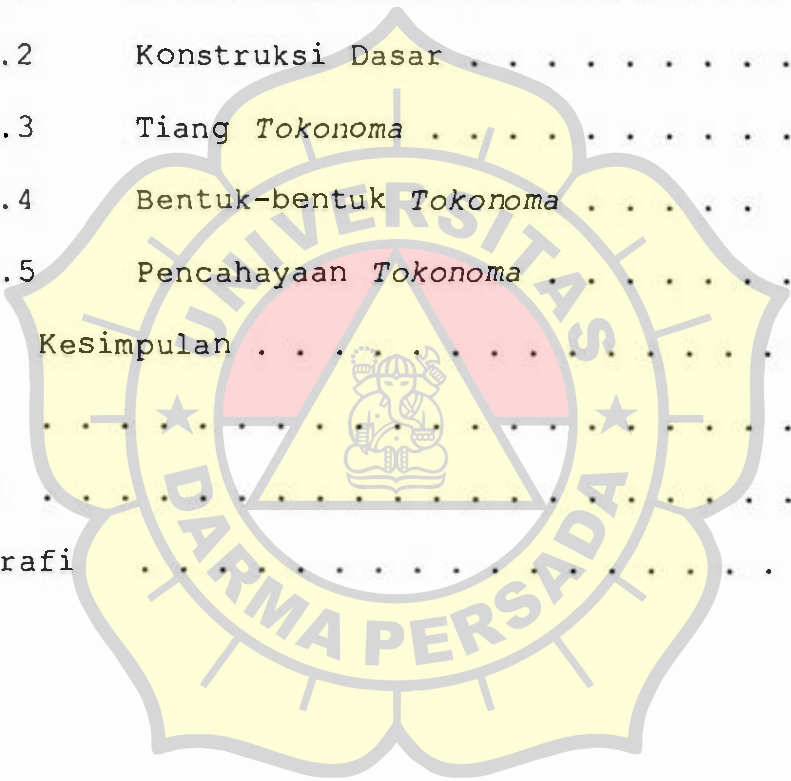 .2 Konstruksi Dasar . . . . . . . . .
.3 Tiang Tokonoma . . . . . . . . . .
.4 Bentuk-bentuk Tokonoma . . . . .
.5 Pencahayaan Tokonoma . . . . . . .
Kesimpulan . . . . . . . . . . . . . .
. . . . . . . . . . . . . . . . . . . .
. . . . . . . . . . . . . . . . . . . .
rafi . . . . . . . . . . . . . . . . .
UNIVERSITAS
DARMA PERSADA